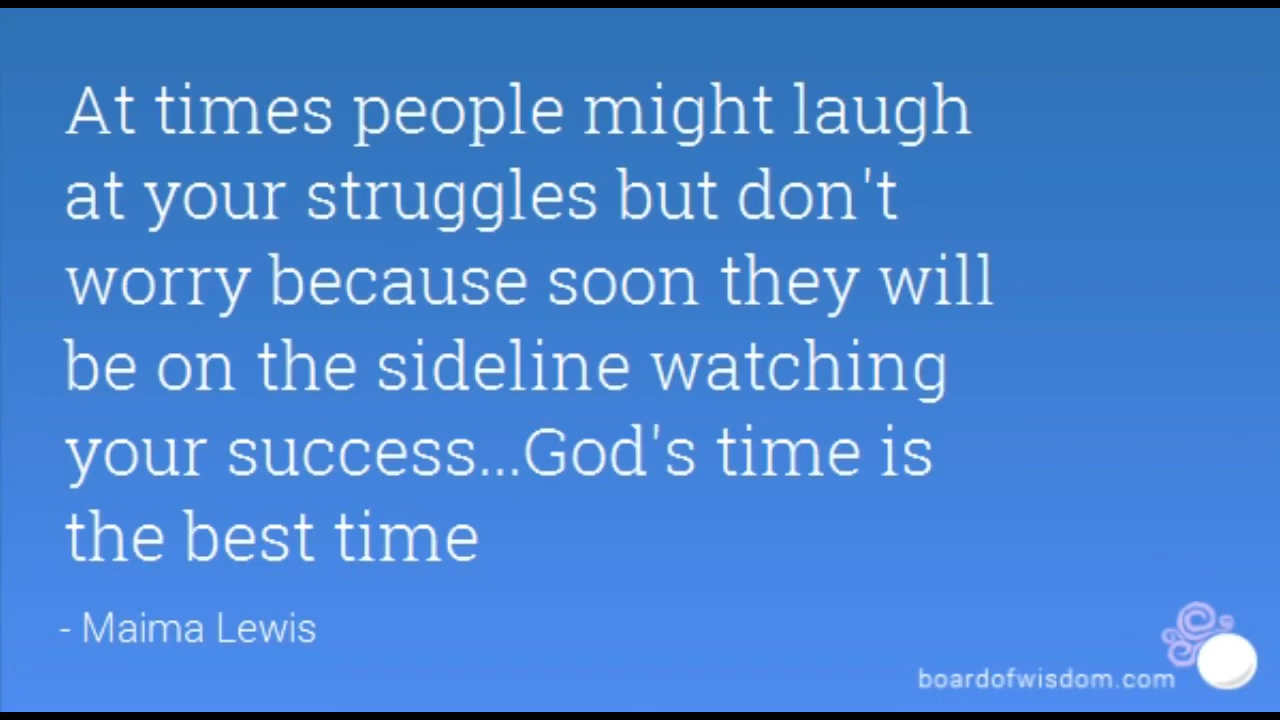 At times people might laugh
at your struggles but don't
worry because soon they will
be on the sideline watching
your success...God's time is
the best time
- Maima Lewis
boardofwisdom.com